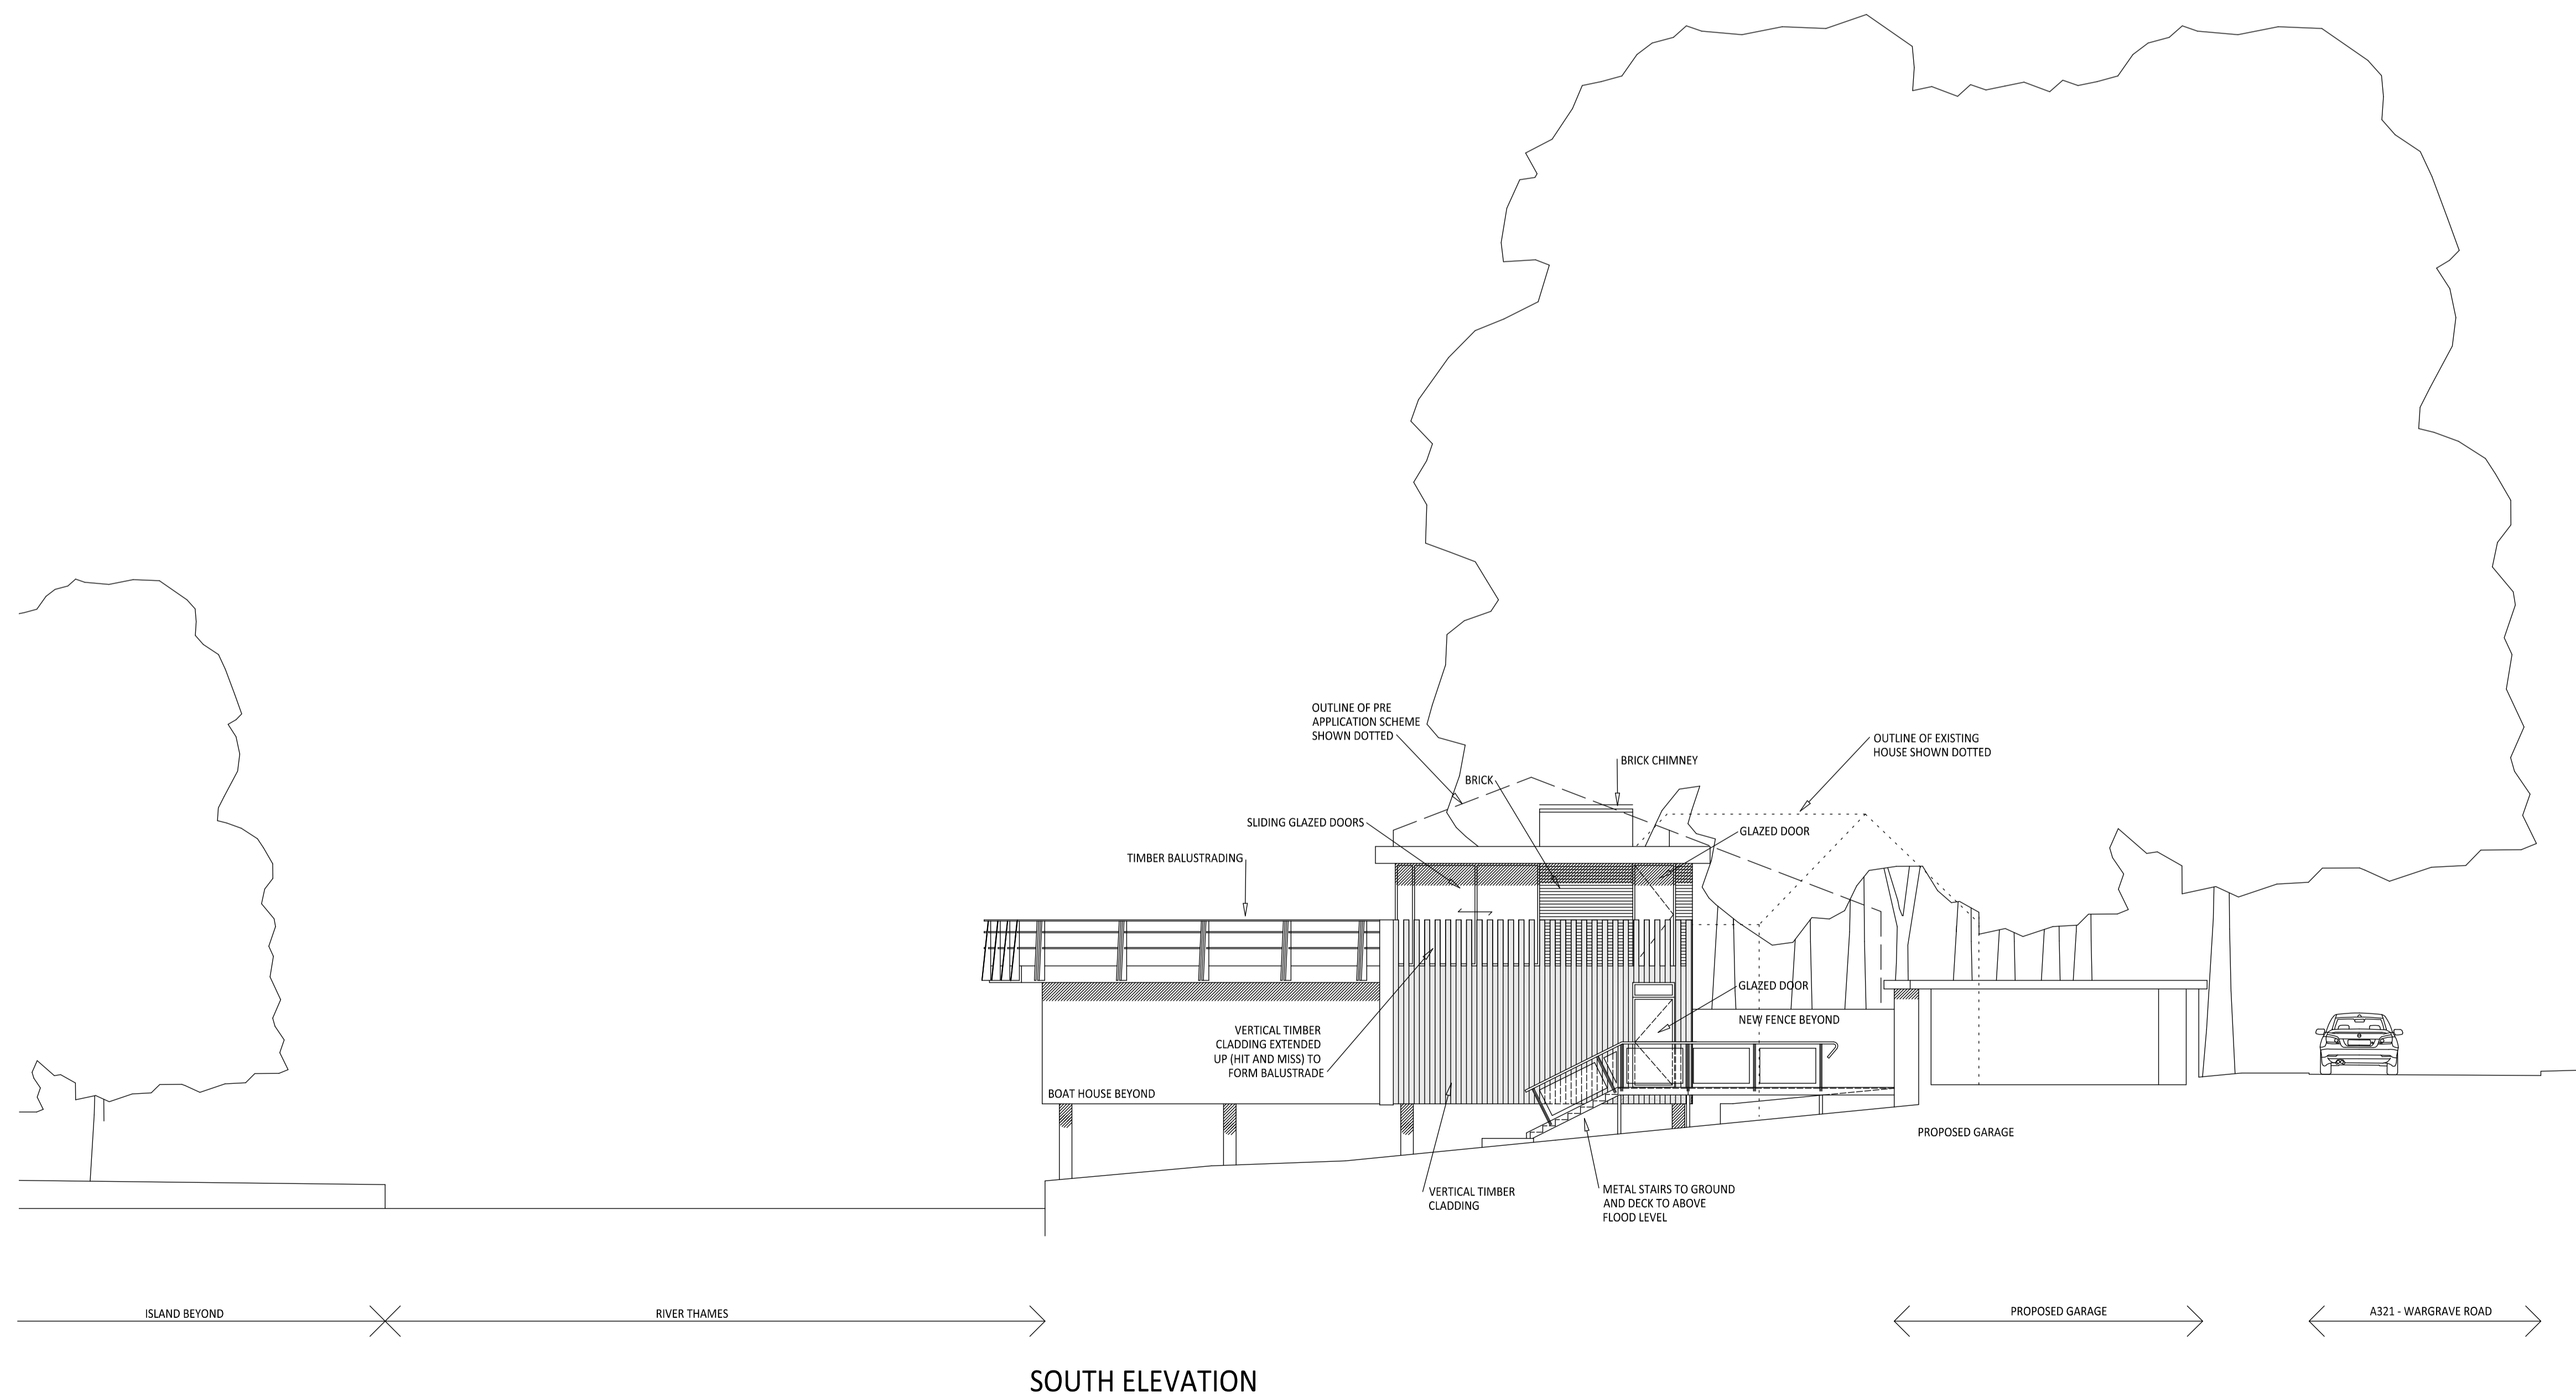 OUTLINE OF PRE
APPLICATION SCHEME
SHOWN DOTTED
OUTLINE OF EXISTING
HOUSE SHOWN DOTTED
BRICK CHIMNEY
BRICK
SLIDING GLAZED DOORS
GLAZED DOOR
TIMBER BALUSTRADING
GLAZED DOOR
NEW FENCE BEYOND
VERTICAL TIMBER
CLADDING EXTENDED
UP (HIT AND MISS) TO
FORM BALUSTRADE
BOAT HOUSE BEYOND
PROPOSED GARAGE
VERTICAL TIMBER
CLADDING
METAL STAIRS TO GROUND
AND DECK TO ABOVE
FLOOD LEVEL
ISLAND BEYOND
RIVER THAMES
PROPOSED GARAGE
A321 - WARGRAVE ROAD
SOUTH ELEVATION